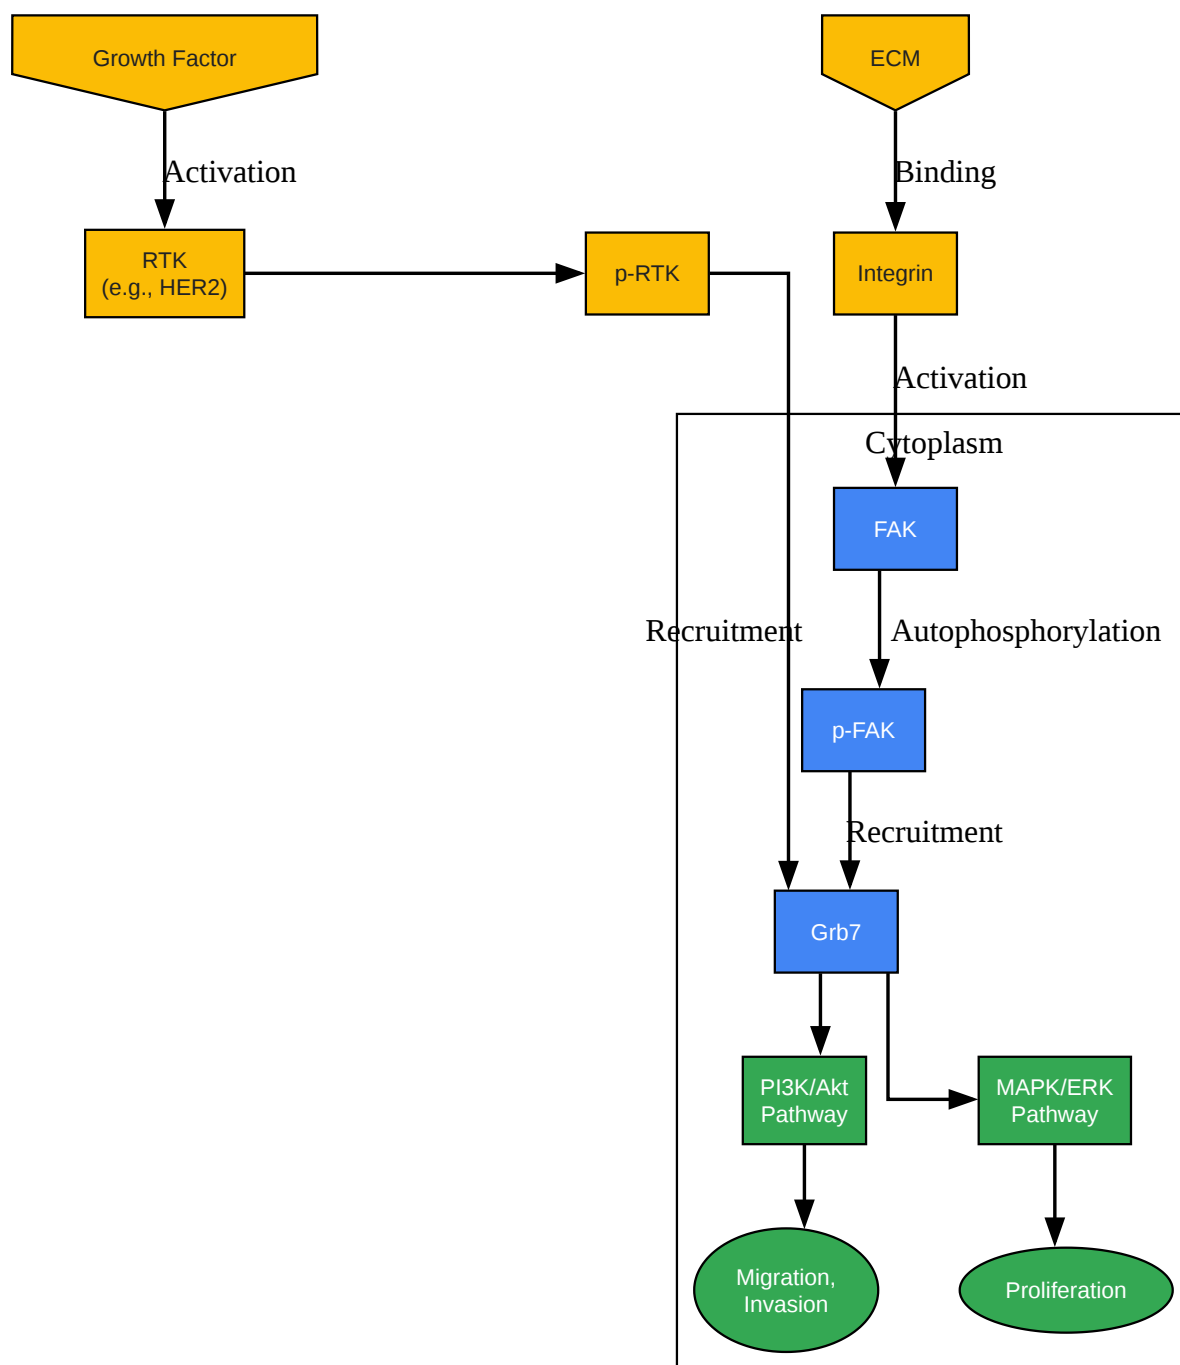 Growth Factor
ECM
Activation
Binding
RTK
(e.g., HER2)
p-RTK
Integrin
Activation
Cytoplasm
FAK
Recruitment
Autophosphorylation
p-FAK
Recruitment
Grb7
PI3K/Akt
Pathway
MAPK/ERK
Pathway
Migration,
Invasion
Proliferation